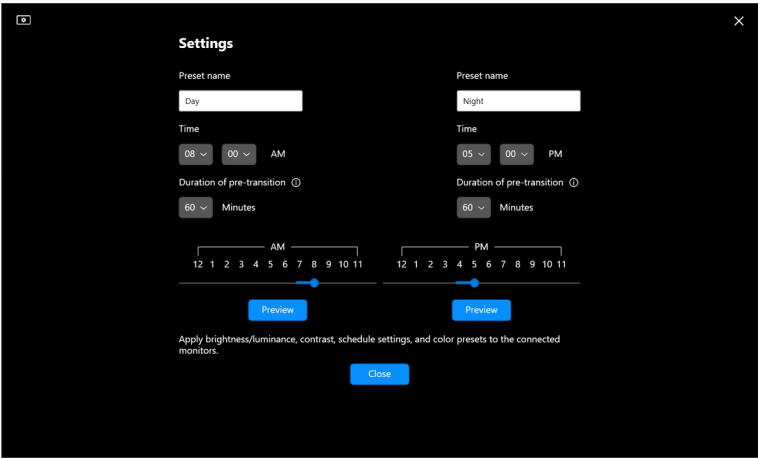 Settings
Preset name
Preset name
Day
Night
Time
Time
08 00 AM
05 00 PM
Duration of pre-transition
Duration of pre-transition
60 Minutes
60 Minutes
AM
PM
12 1 2 3 4 5 6 7 8 9 10 11
12 1 2 3 4 5 6 7 8 9 10 11
Preview
Preview
Apply brightness/luminance, contrast, schedule settings, and color presets to the connected
monitors.
Close